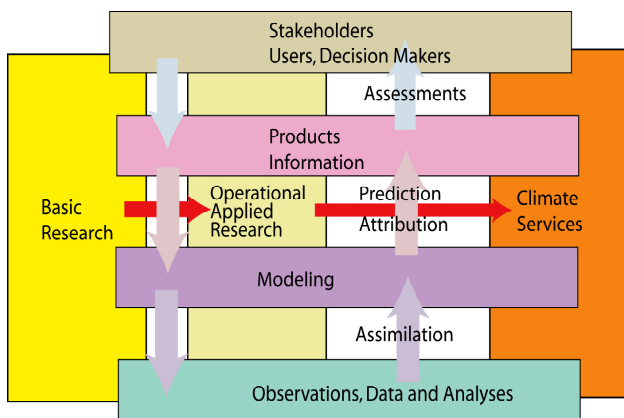 Stakeholders
Users, Decision Makers
Assessments
Products
Information
Basic
Research
Operational
Applied
Research
Prediction
Attribution
Climate
Services
Modeling
Assimilation
Observations, Data and Analyses